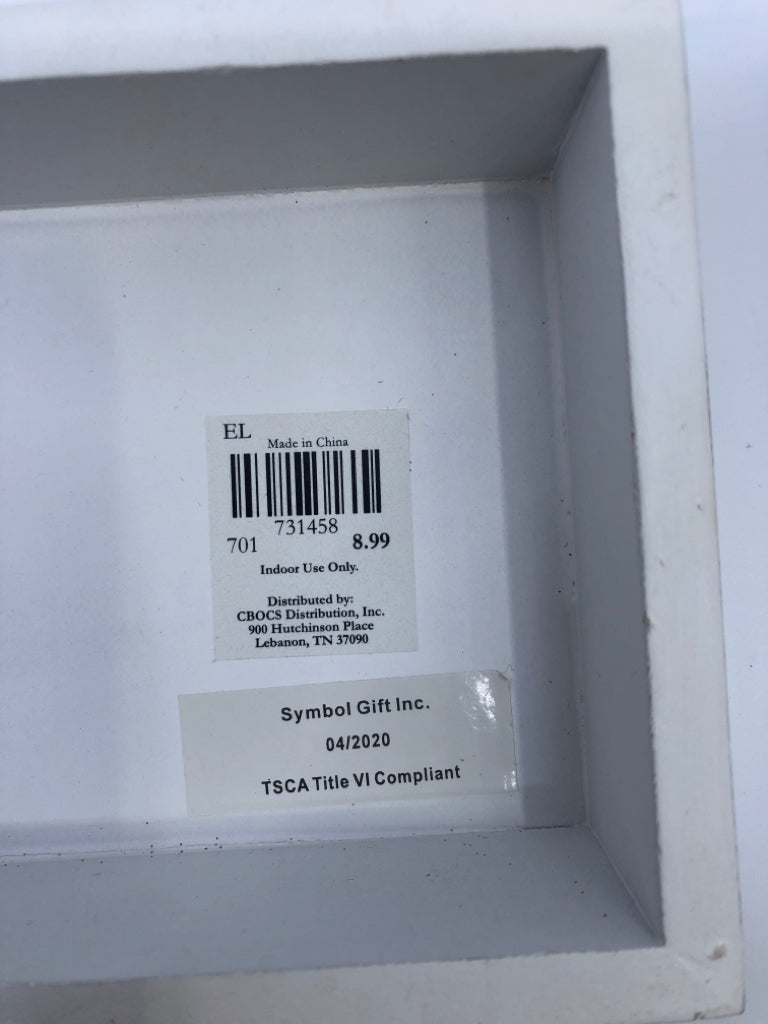 EL
Made in China
731458
701 8.99
Indoor Use Only.
Distributed by:
CBOCS Distribution, Inc.
900 Hutchinson Place
Lebanon, TN 37090
Symbol Gift Inc.
04/2020
TSCA Title VI Compliant